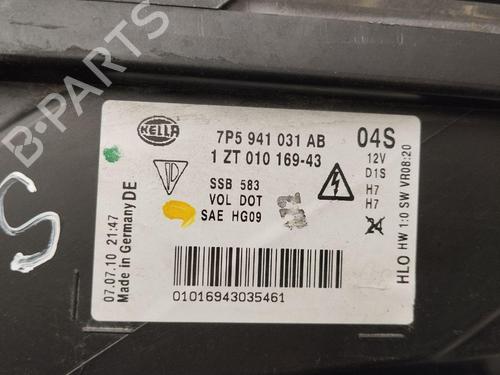 HELLA
7P5 941 031 AB
04S
1 ZT 010 169-43
12V
D1S
H7
H7
24
SSB 583
VOL DOT
SAE HG09
01016943035461
07.07.10 21:47
Made in Germany DE
HLO HW 1:0 SW VR08:20
S
B-PARTS